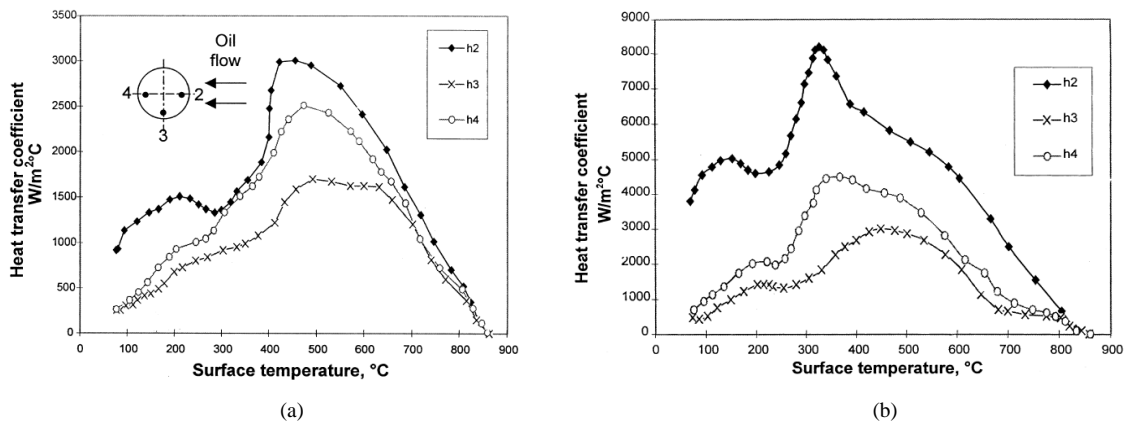 3500
3000
2500
2000
1500
1000
500
0
Heat transfer coefficient
W/m²ºC
Oil
flow
4
2
3
h2
h3
h4
0 100 200 300 400 500 600 700 800 900
Surface temperature, °C
(a)
9000
8000
7000
6000
5000
4000
3000
2000
1000
0
Heat transfer coefficient
W/m²ºC
h2
h3
h4
0 100 200 300 400 500 600 700 800 900
Surface temperature, °C
(b)